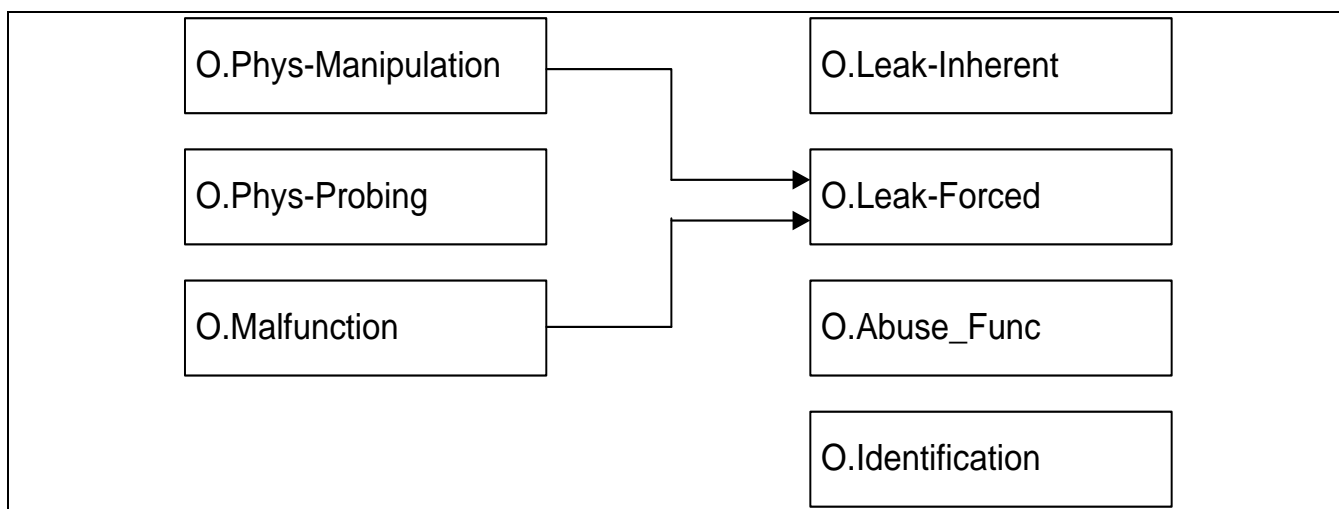 O.Phys-Manipulation
O.Leak-Inherent
O.Phys-Probing
O.Leak-Forced
O.Malfunction
O.Abuse_Func
O.Identification